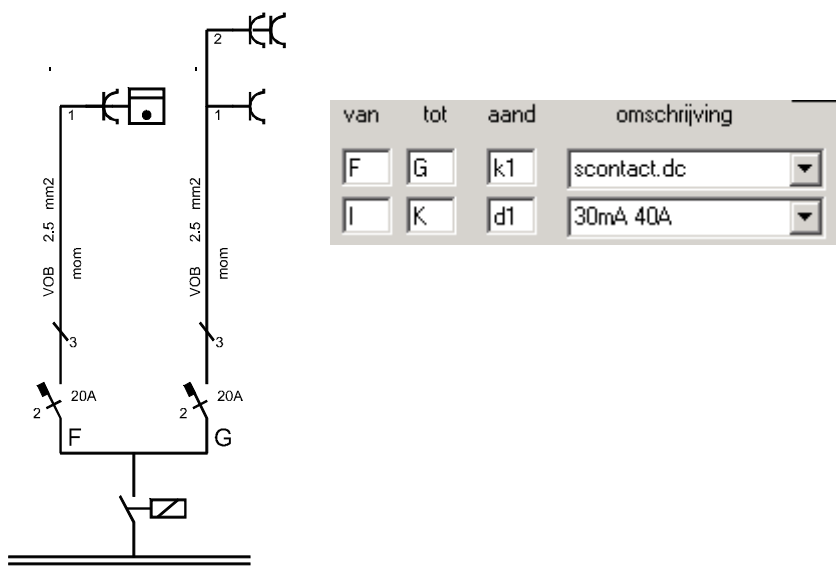 2
1
1
VOB 2.5 mm2
mom
VOB 2.5 mm2
mom
3
3
20A
2
20A
2
F
G
van tot aand omschrijving
F G k1 scontact.dc
I K d1 30mA 40A